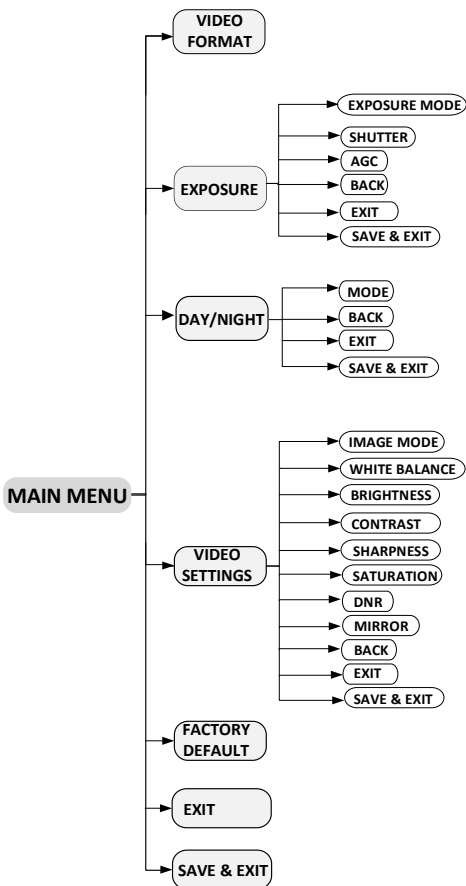 MAIN MENU
VIDEO
FORMAT
EXPOSURE
EXPOSURE MODE
SHUTTER
AGC
BACK
EXIT
SAVE & EXIT
DAY/NIGHT
MODE
BACK
EXIT
SAVE & EXIT
VIDEO
SETTINGS
IMAGE MODE
WHITE BALANCE
BRIGHTNESS
CONTRAST
SHARPNESS
SATURATION
DNR
MIRROR
BACK
EXIT
SAVE & EXIT
FACTORY
DEFAULT
EXIT
SAVE & EXIT